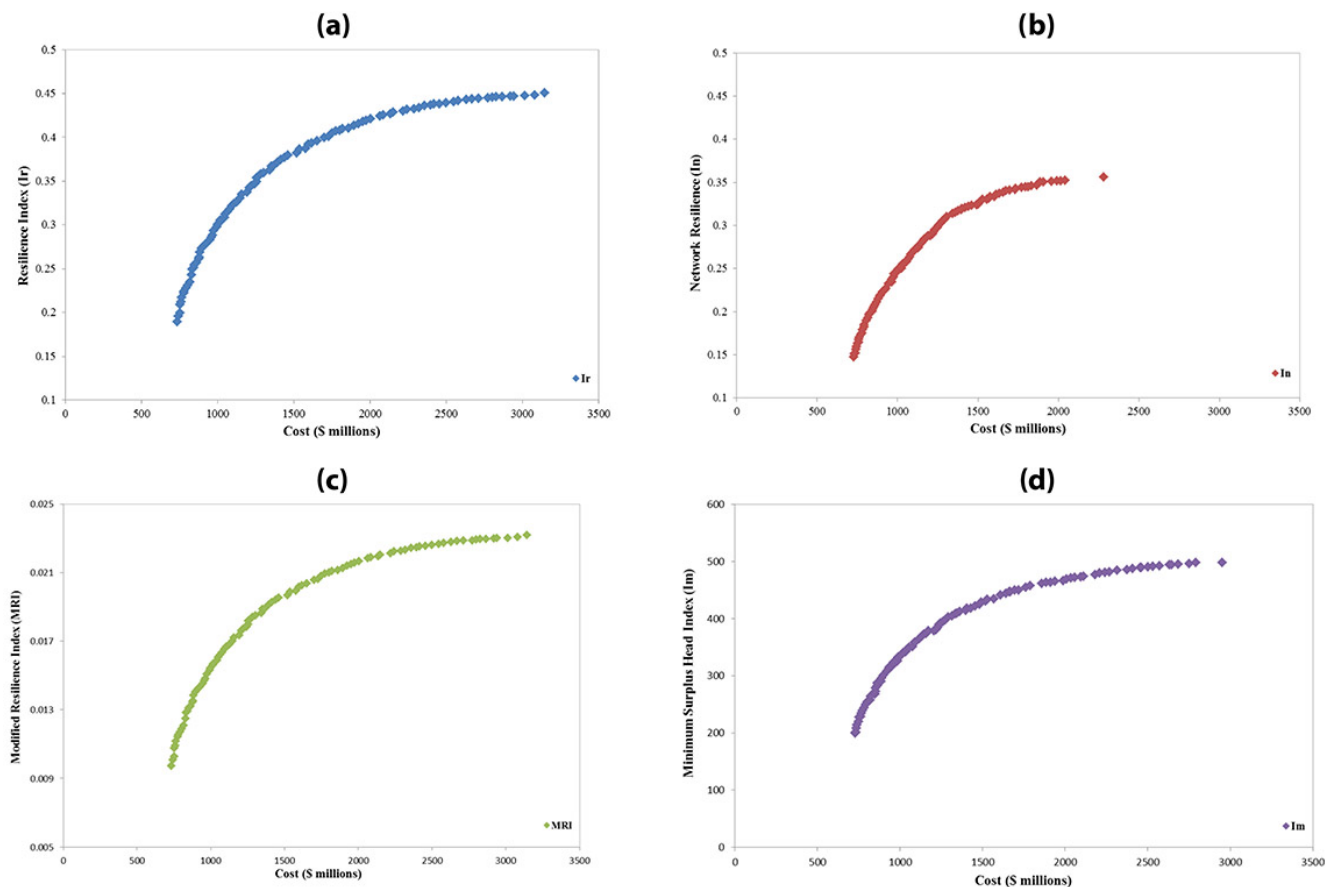 (a)
0.5
0.45
0.4
0.35
0.3
0.25
0.2
0.15
0.1
Resilience Index (Ir)
Ir
0 500 1000 1500 2000 2500 3000 3500
Cost ($ millions)
(b)
0.5
0.45
0.4
0.35
0.3
0.25
0.2
0.15
0.1
Network Resilience (In)
In
0 500 1000 1500 2000 2500 3000 3500
Cost ($ millions)
(c)
0.025
0.021
0.017
0.013
0.009
0.005
Modified Resilience Index (MRI)
MRI
0 500 1000 1500 2000 2500 3000 3500
Cost ($ millions)
(d)
600
500
400
300
200
100
0
Minimum Surplus Head Index (Im)
Im
0 500 1000 1500 2000 2500 3000 3500
Cost ($ millions)